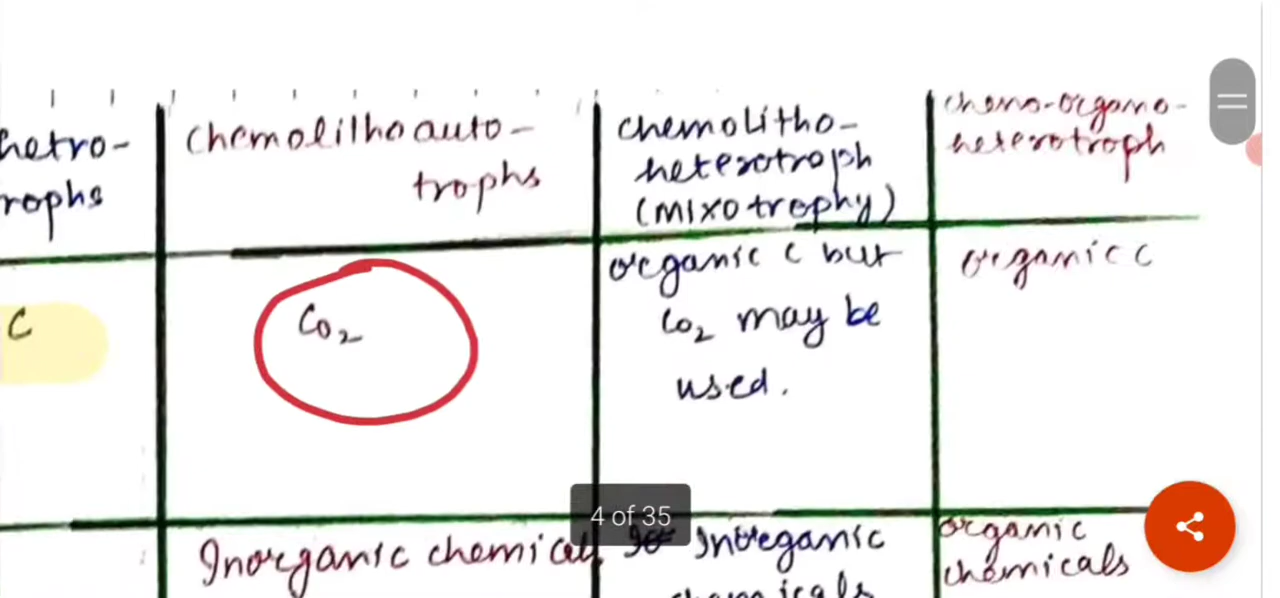 hetro-
rophs
chemolithoauto-
trophs
chemolitho-
heterotroph
(mixotrophy)
chemo-organo-
heterotroph
C
CO2
organic C but
CO2 may be
used.
organic C
4 of 35
Inorganic chemical
Inorganic
chemicals
organic
chemicals